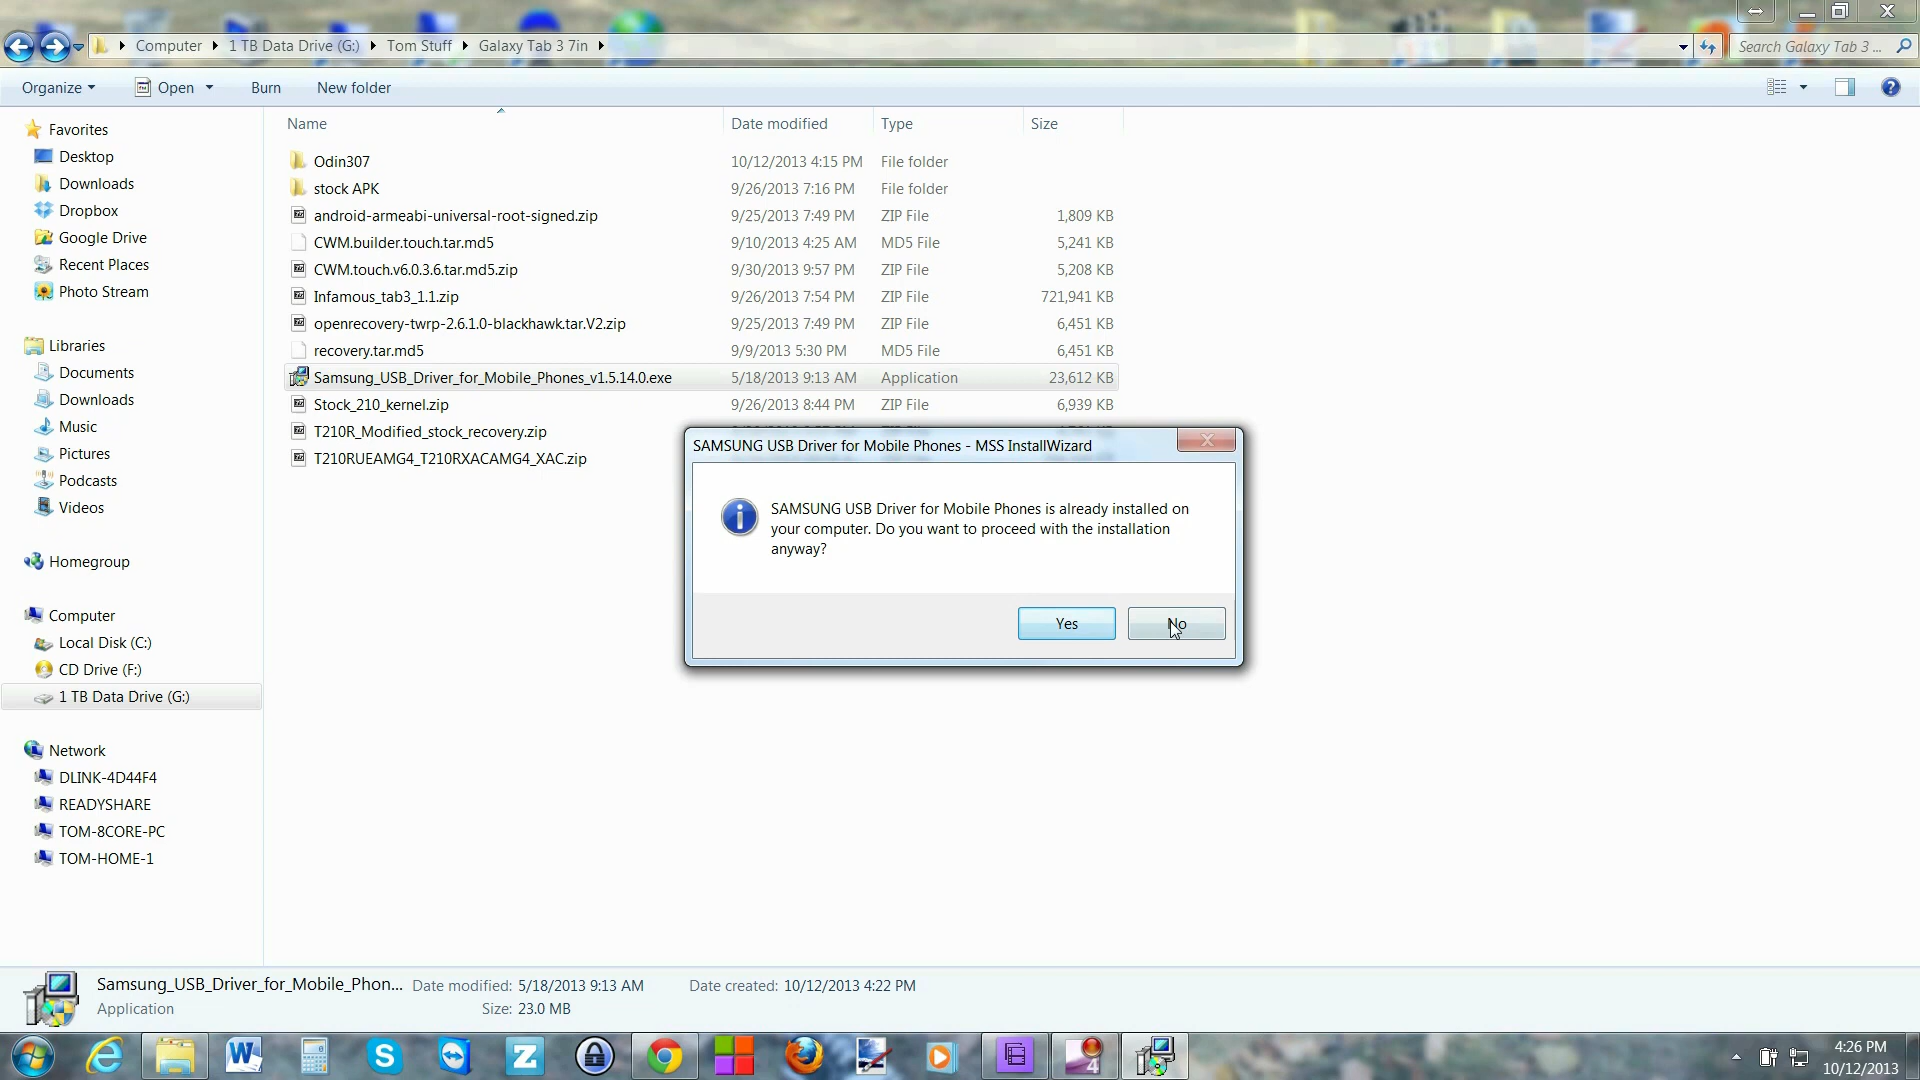 Computer 1 TB Data Drive (G:) Tom Stuff Galaxy Tab 3 7in
Search Galaxy Tab 3 ...
Organize Open Burn New folder
Name Date modified Type Size
Favorites
Desktop
Downloads
Dropbox
Google Drive
Recent Places
Photo Stream
Libraries
Documents
Downloads
Music
Pictures
Podcasts
Videos
Homegroup
Computer
Local Disk (C:)
CD Drive (F:)
1 TB Data Drive (G:)
Network
DLINK-4D44F4
READYSHARE
TOM-8CORE-PC
TOM-HOME-1
Odin307 10/12/2013 4:15 PM File folder
stock APK 9/26/2013 7:16 PM File folder
android-armeabi-universal-root-signed.zip 9/25/2013 7:49 PM ZIP File 1,809 KB
CWM.builder.touch.tar.md5 9/10/2013 4:25 AM MD5 File 5,241 KB
CWM.touch.v6.0.3.6.tar.md5.zip 9/30/2013 9:57 PM ZIP File 5,208 KB
Infamous_tab3_1.1.zip 9/26/2013 7:54 PM ZIP File 721,941 KB
openrecovery-twrp-2.6.1.0-blackhawk.tar.V2.zip 9/25/2013 7:49 PM ZIP File 6,451 KB
recovery.tar.md5 9/9/2013 5:30 PM MD5 File 6,451 KB
Samsung_USB_Driver_for_Mobile_Phones_v1.5.14.0.exe 5/18/2013 9:13 AM Application 23,612 KB
Stock_210_kernel.zip 9/26/2013 8:44 PM ZIP File 6,939 KB
T210R_Modified_stock_recovery.zip
T210RUEAMG4_T210RXACAMG4_XAC.zip
SAMSUNG USB Driver for Mobile Phones - MSS InstallWizard
SAMSUNG USB Driver for Mobile Phones is already installed on
your computer. Do you want to proceed with the installation
anyway?
Yes No
Samsung_USB_Driver_for_Mobile_Phon... Date modified: 5/18/2013 9:13 AM Date created: 10/12/2013 4:22 PM
Application Size: 23.0 MB
4:26 PM
10/12/2013